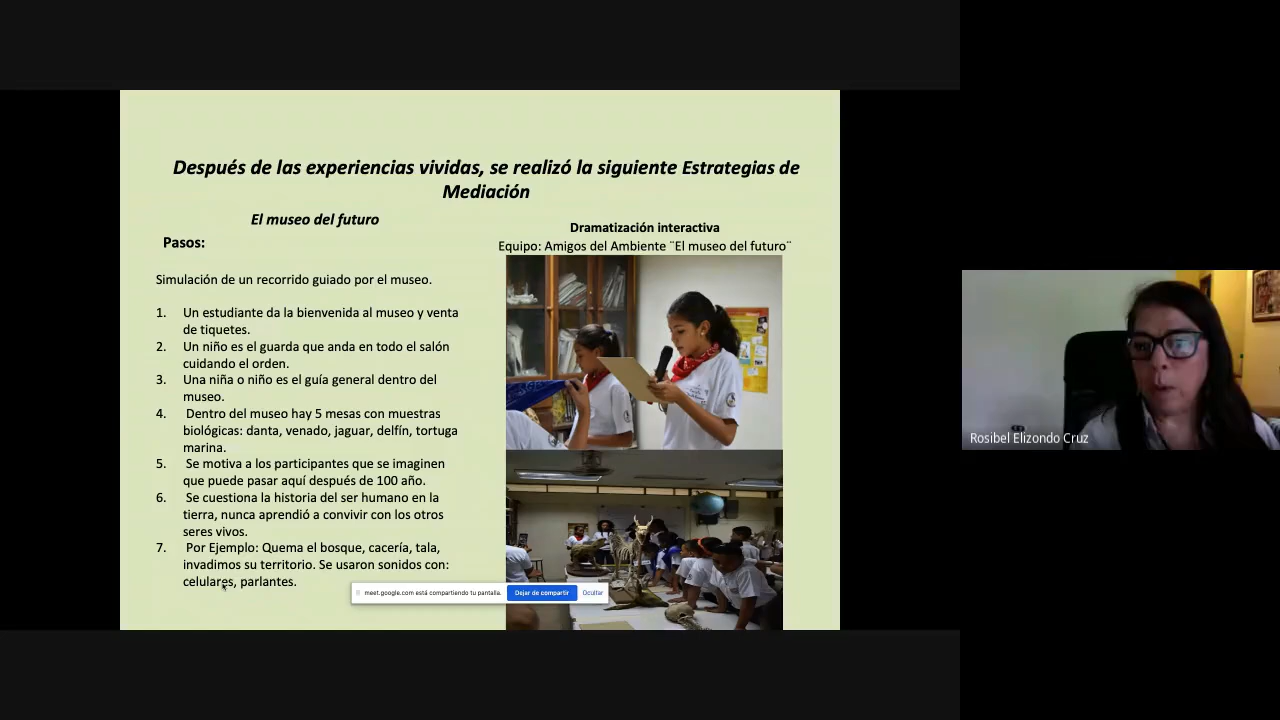 Después de las experiencias vividas, se realizó la siguiente Estrategias de
Mediación
El museo del futuro
Pasos:
Simulación de un recorrido guiado por el museo.
1. Un estudiante da la bienvenida al museo y venta
de tiquetes.
2. Un niño es el guarda que anda en todo el salón
cuidando el orden.
3. Una niña o niño es el guía general dentro del
museo.
4. Dentro del museo hay 5 mesas con muestras
biológicas: danta, venado, jaguar, delfín, tortuga
marina.
5. Se motiva a los participantes que se imaginen
que puede pasar aquí después de 100 año.
6. Se cuestiona la historia del ser humano en la
tierra, nunca aprendió a convivir con los otros
seres vivos.
7. Por Ejemplo: Quema el bosque, cacería, tala,
invadimos su territorio. Se usaron sonidos con:
celulares, parlantes.
Dramatización interactiva
Equipo: Amigos del Ambiente ¨El museo del futuro¨
meet.google.com está compartiendo tu pantalla.
Dejar de compartir
Ocultar
Rosibel Elizondo Cruz